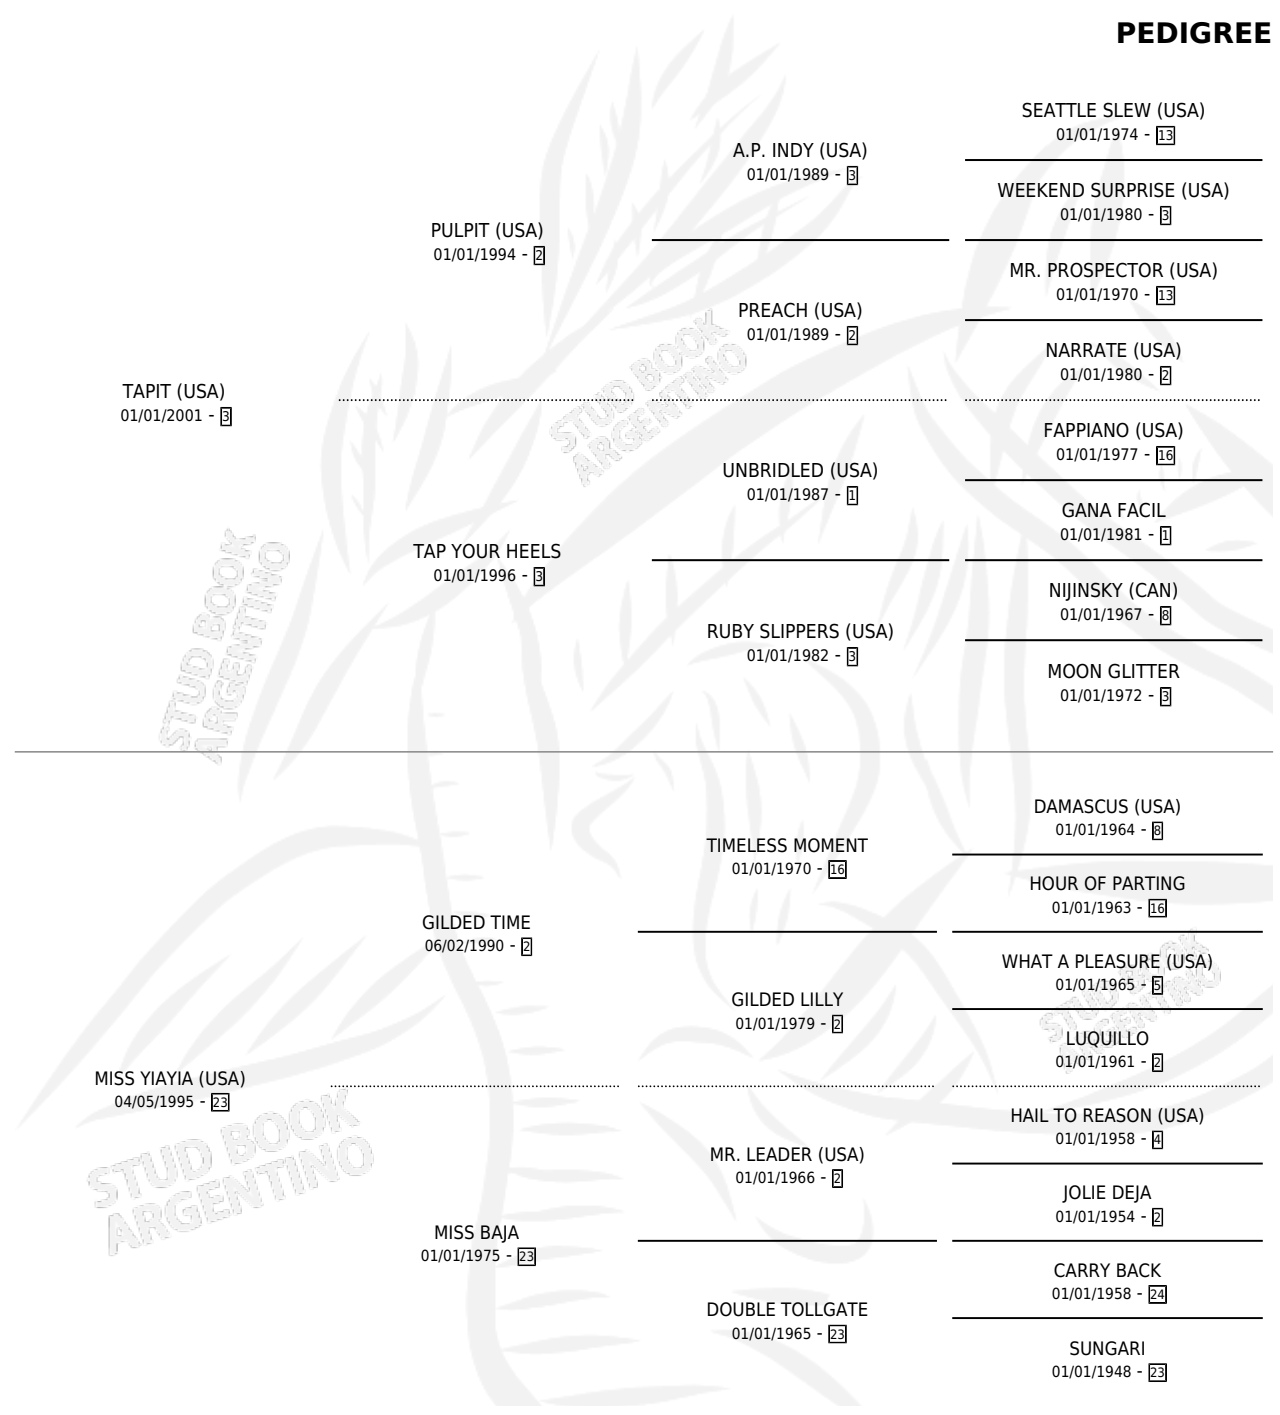 PEDIGREE
SEATTLE SLEW (USA)
01/01/1974 - 13
A.P. INDY (USA)
01/01/1989 - 3
WEEKEND SURPRISE (USA)
01/01/1980 - 3
PULPIT (USA)
01/01/1994 - 2
MR. PROSPECTOR (USA)
01/01/1970 - 13
PREACH (USA)
01/01/1989 - 2
NARRATE (USA)
01/01/1980 - 2
TAPIT (USA)
01/01/2001 - 3
STUD BOOK
ARGENTINO
FAPPIANO (USA)
01/01/1977 - 16
UNBRIDLED (USA)
01/01/1987 - 1
GANA FACIL
01/01/1981 - 1
TAP YOUR HEELS
01/01/1996 - 3
NIJINSKY (CAN)
01/01/1967 - 8
RUBY SLIPPERS (USA)
01/01/1982 - 3
MOON GLITTER
01/01/1972 - 3
STUD BOOK
ARGENTINO
DAMASCUS (USA)
01/01/1964 - 8
TIMELESS MOMENT
01/01/1970 - 16
HOUR OF PARTING
01/01/1963 - 16
GILDED TIME
06/02/1990 - 2
WHAT A PLEASURE (USA)
01/01/1965 - 5
GILDED LILLY
01/01/1979 - 2
STUD BOOK
ARGENTINO
LUQUILLO
01/01/1961 - 2
MISS YIAYIA (USA)
04/05/1995 - 23
HAIL TO REASON (USA)
01/01/1958 - 4
MR. LEADER (USA)
01/01/1966 - 2
STUD BOOK
ARGENTINO
JOLIE DEJA
01/01/1954 - 2
MISS BAJA
01/01/1975 - 23
CARRY BACK
01/01/1958 - 24
DOUBLE TOLLGATE
01/01/1965 - 23
SUNGARI
01/01/1948 - 23